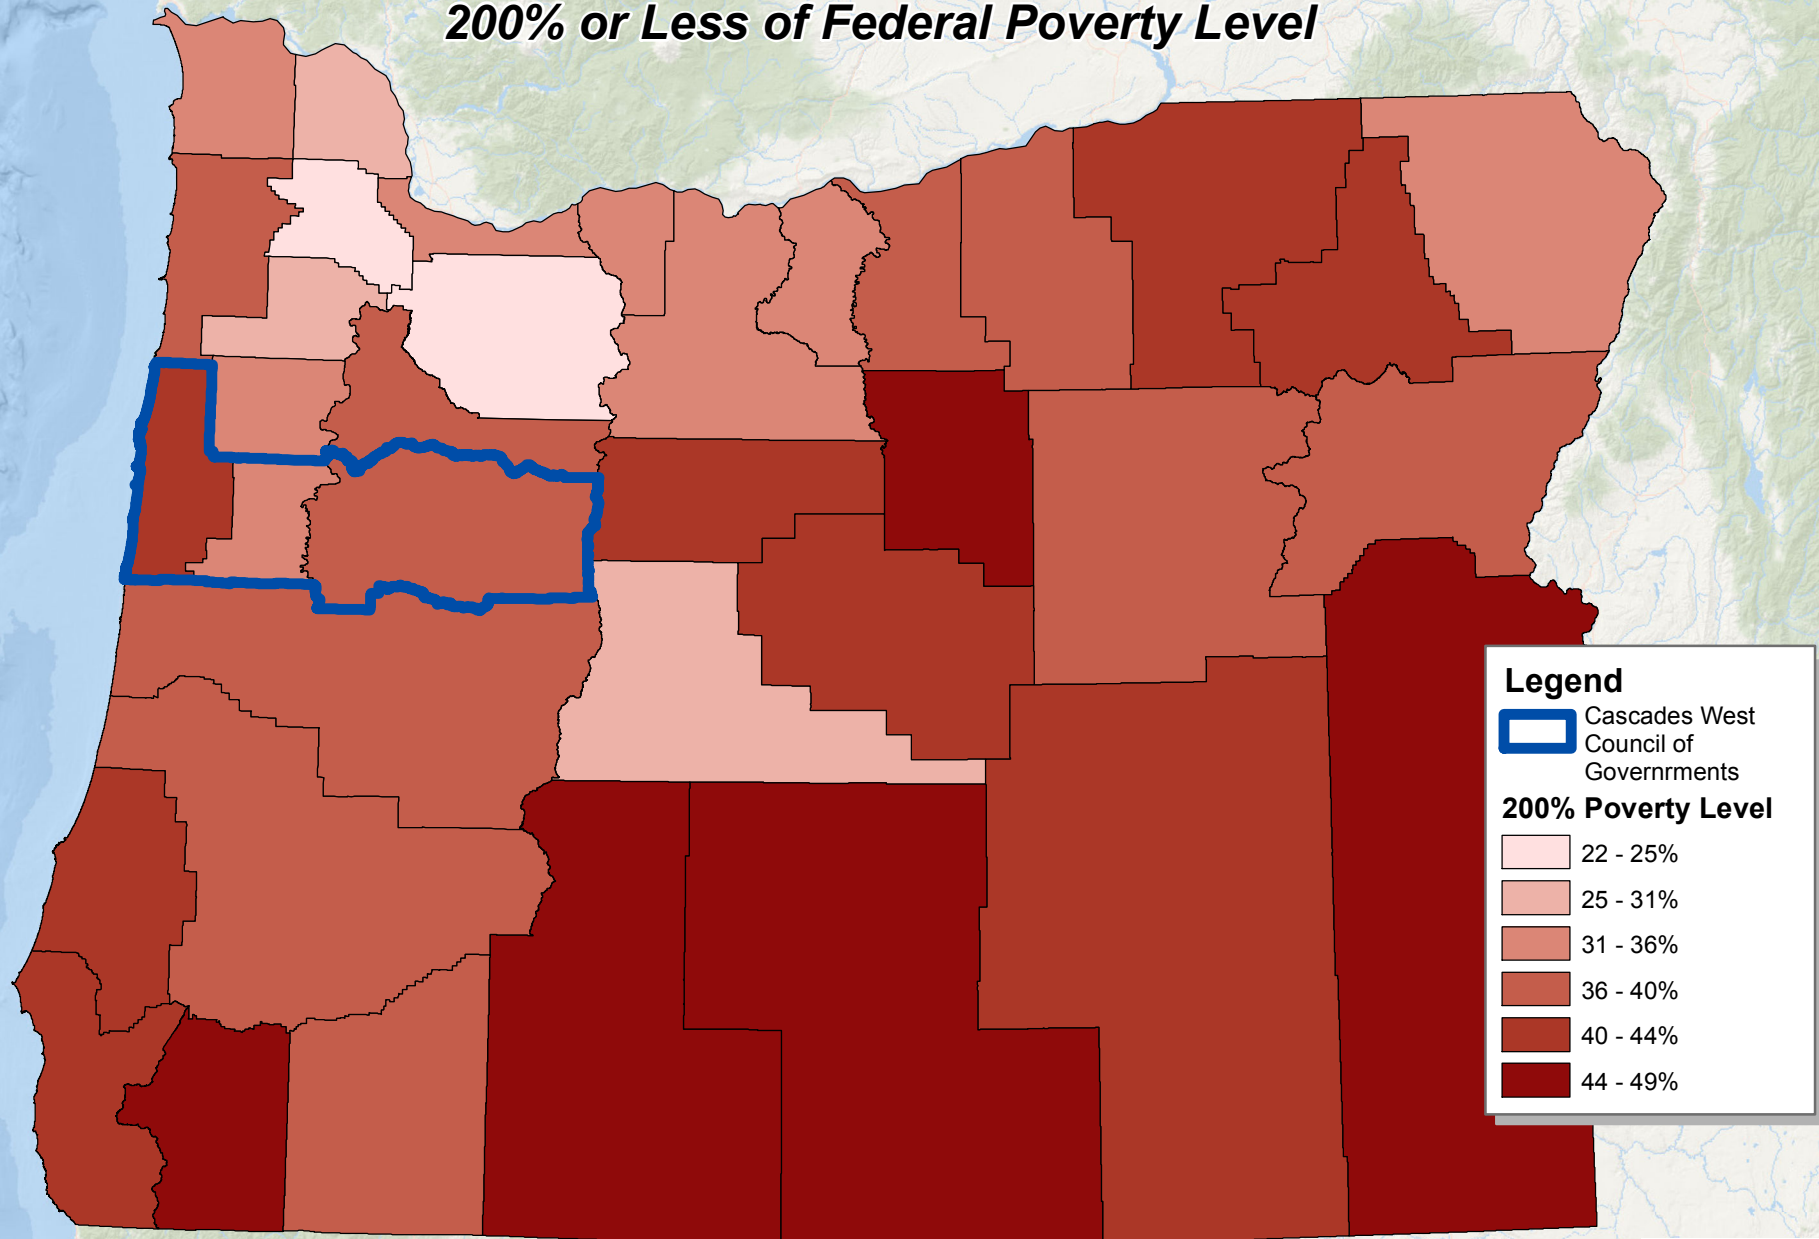 200% or Less of Federal Poverty Level
Legend
Cascades West
Council of
Governrments
200% Poverty Level
22 - 25%
25 - 31%
31 - 36%
36 - 40%
40 - 44%
44 - 49%